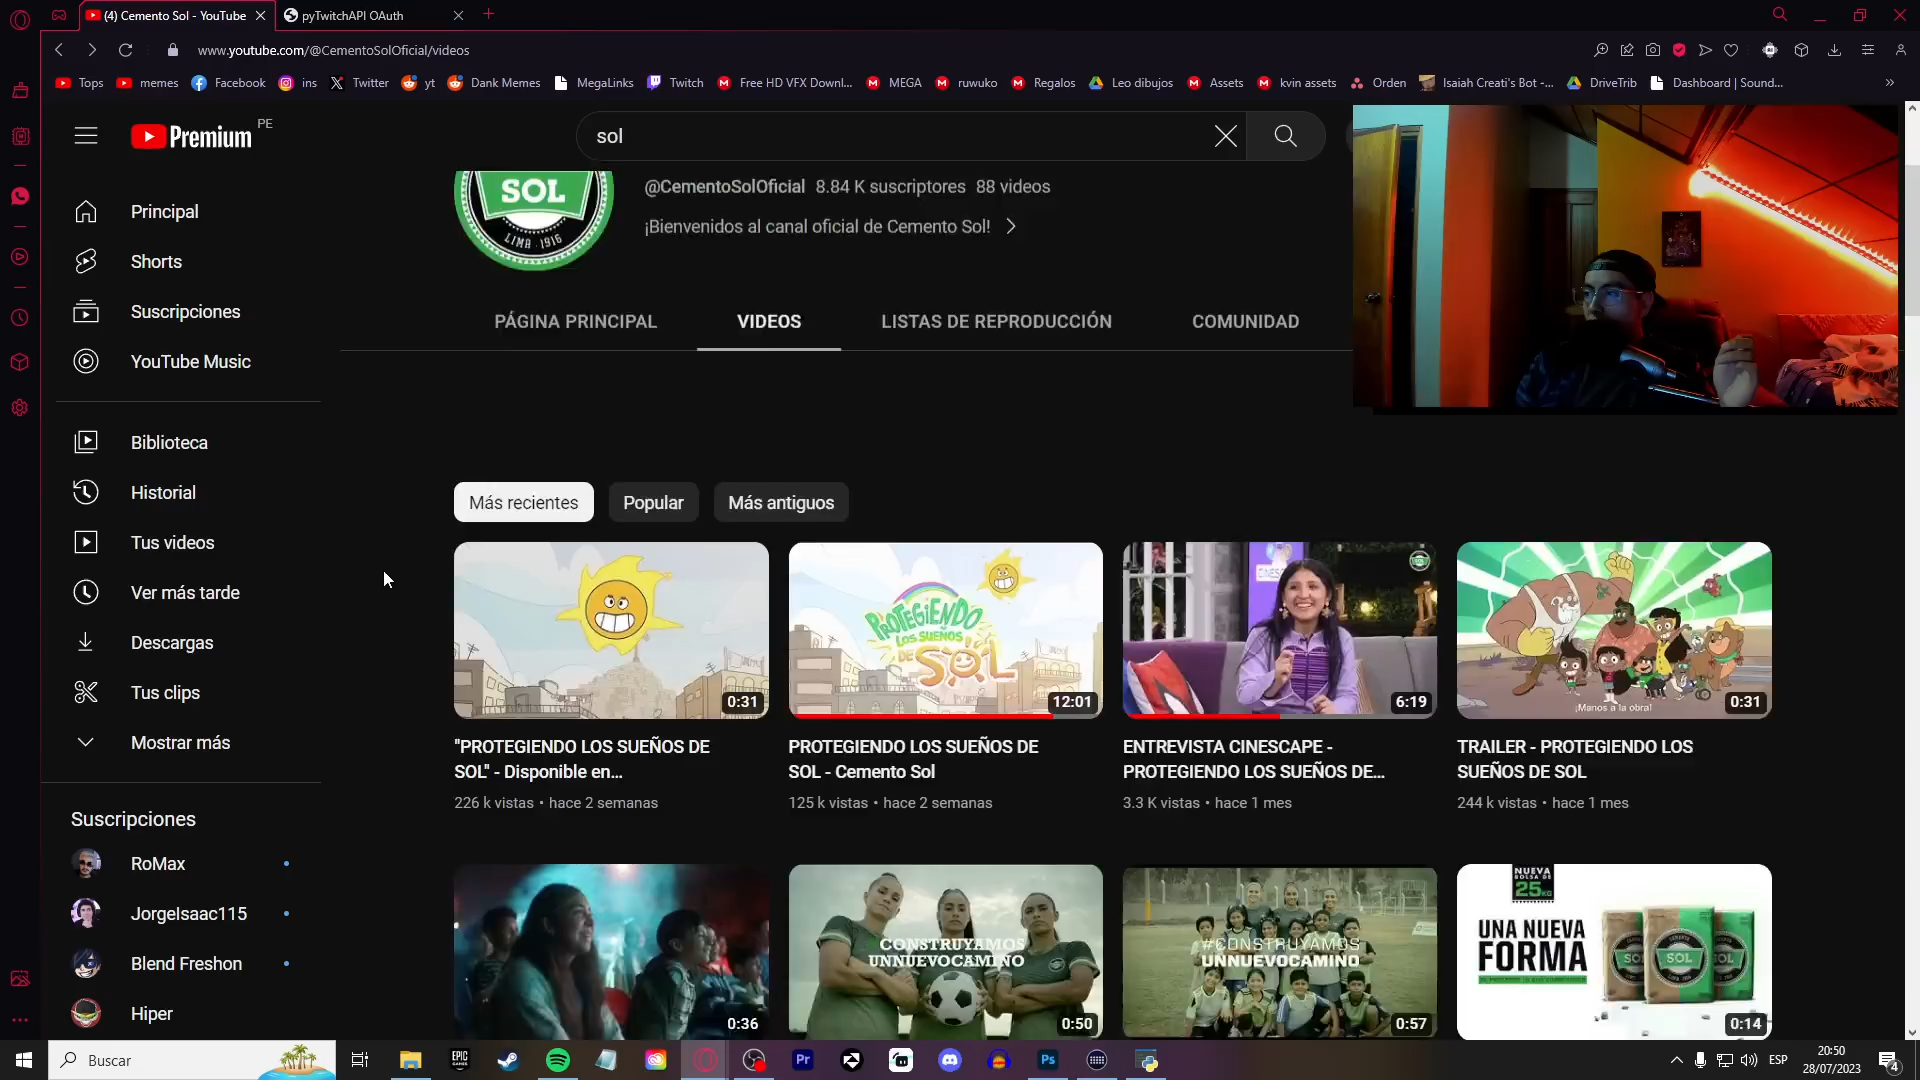 (4) Cemento Sol - YouTube
pyTwitchAPI OAuth
www.youtube.com/@CementoSolOficial/videos
Tops
memes
Facebook
ins
Twitter
yt
Dank Memes
MegaLinks
Twitch
Free HD VFX Downl...
MEGA
ruwuko
Regalos
Leo dibujos
Assets
kvin assets
Orden
Isaiah Creati's Bot -...
DriveTrib
Dashboard | Sound...
Premium
PE
sol
SOL
LIMA · 1916
@CementoSolOficial 8.84 K suscriptores 88 videos
¡Bienvenidos al canal oficial de Cemento Sol!
PÁGINA PRINCIPAL
VIDEOS
LISTAS DE REPRODUCCIÓN
COMUNIDAD
Principal
Shorts
Suscripciones
YouTube Music
Biblioteca
Historial
Tus videos
Ver más tarde
Descargas
Tus clips
Mostrar más
Suscripciones
RoMax
JorgeIsaac115
Blend Freshon
Hiper
Más recientes
Popular
Más antiguos
0:31
"PROTEGIENDO LOS SUEÑOS DE
SOL" - Disponible en...
226 k vistas • hace 2 semanas
PROTEGIENDO
LOS SUEÑOS
DE SOL
12:01
PROTEGIENDO LOS SUEÑOS DE
SOL - Cemento Sol
125 k vistas • hace 2 semanas
6:19
ENTREVISTA CINESCAPE -
PROTEGIENDO LOS SUEÑOS DE...
3.3 K vistas • hace 1 mes
¡Manos a la obra!
0:31
TRAILER - PROTEGIENDO LOS
SUEÑOS DE SOL
244 k vistas • hace 1 mes
0:36
CONSTRUYAMOS
UNNUEVOCAMINO
0:50
#CONSTRUYAMOS
UNNUEVOCAMINO
0:57
NUEVA
BOLSA DE
25KG
UNA NUEVA
FORMA
SOL
0:14
Buscar
EPIC
GAMES
Pr
Ps
ESP
20:50
28/07/2023
4